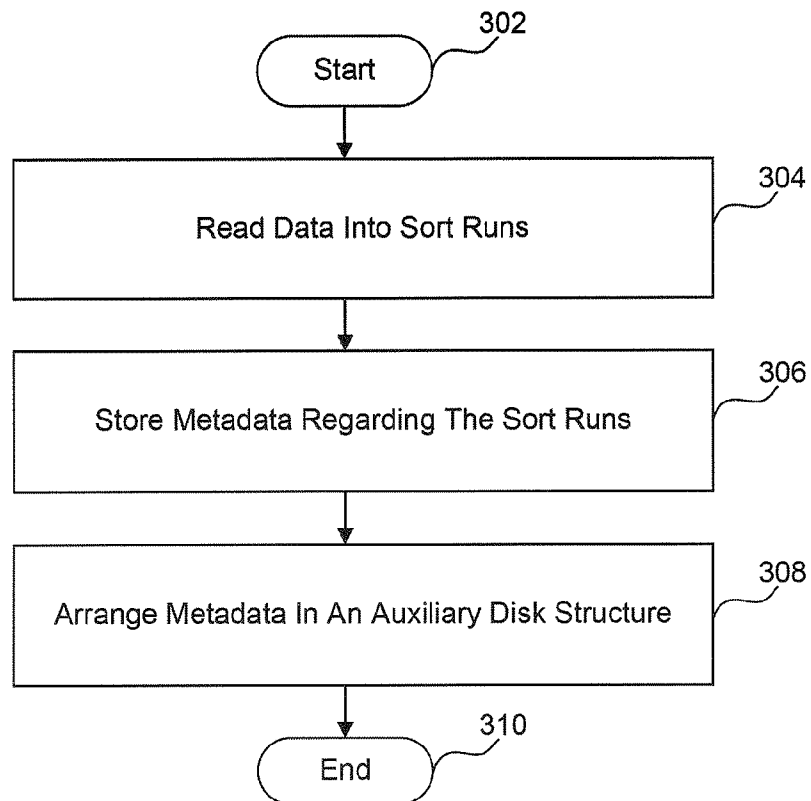 302
Start
304
Read Data Into Sort Runs
306
Store Metadata Regarding The Sort Runs
308
Arrange Metadata In An Auxiliary Disk Structure
310
End